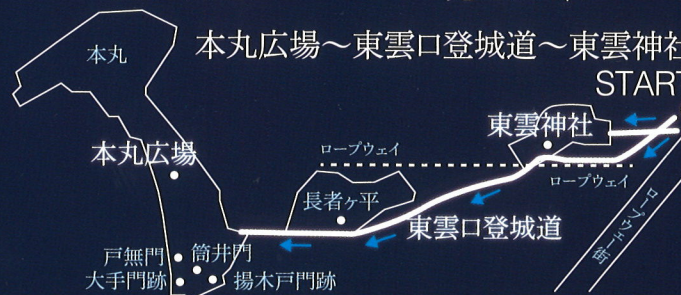 本丸
本丸広場～東雲口登城道～東雲神社
START
東雲神社
本丸広場
ロープウェイ
ロープウェイ
長者ヶ平
東雲口登城道
ロープウェー街
戸無門
筒井門
大手門跡
揚木戸門跡